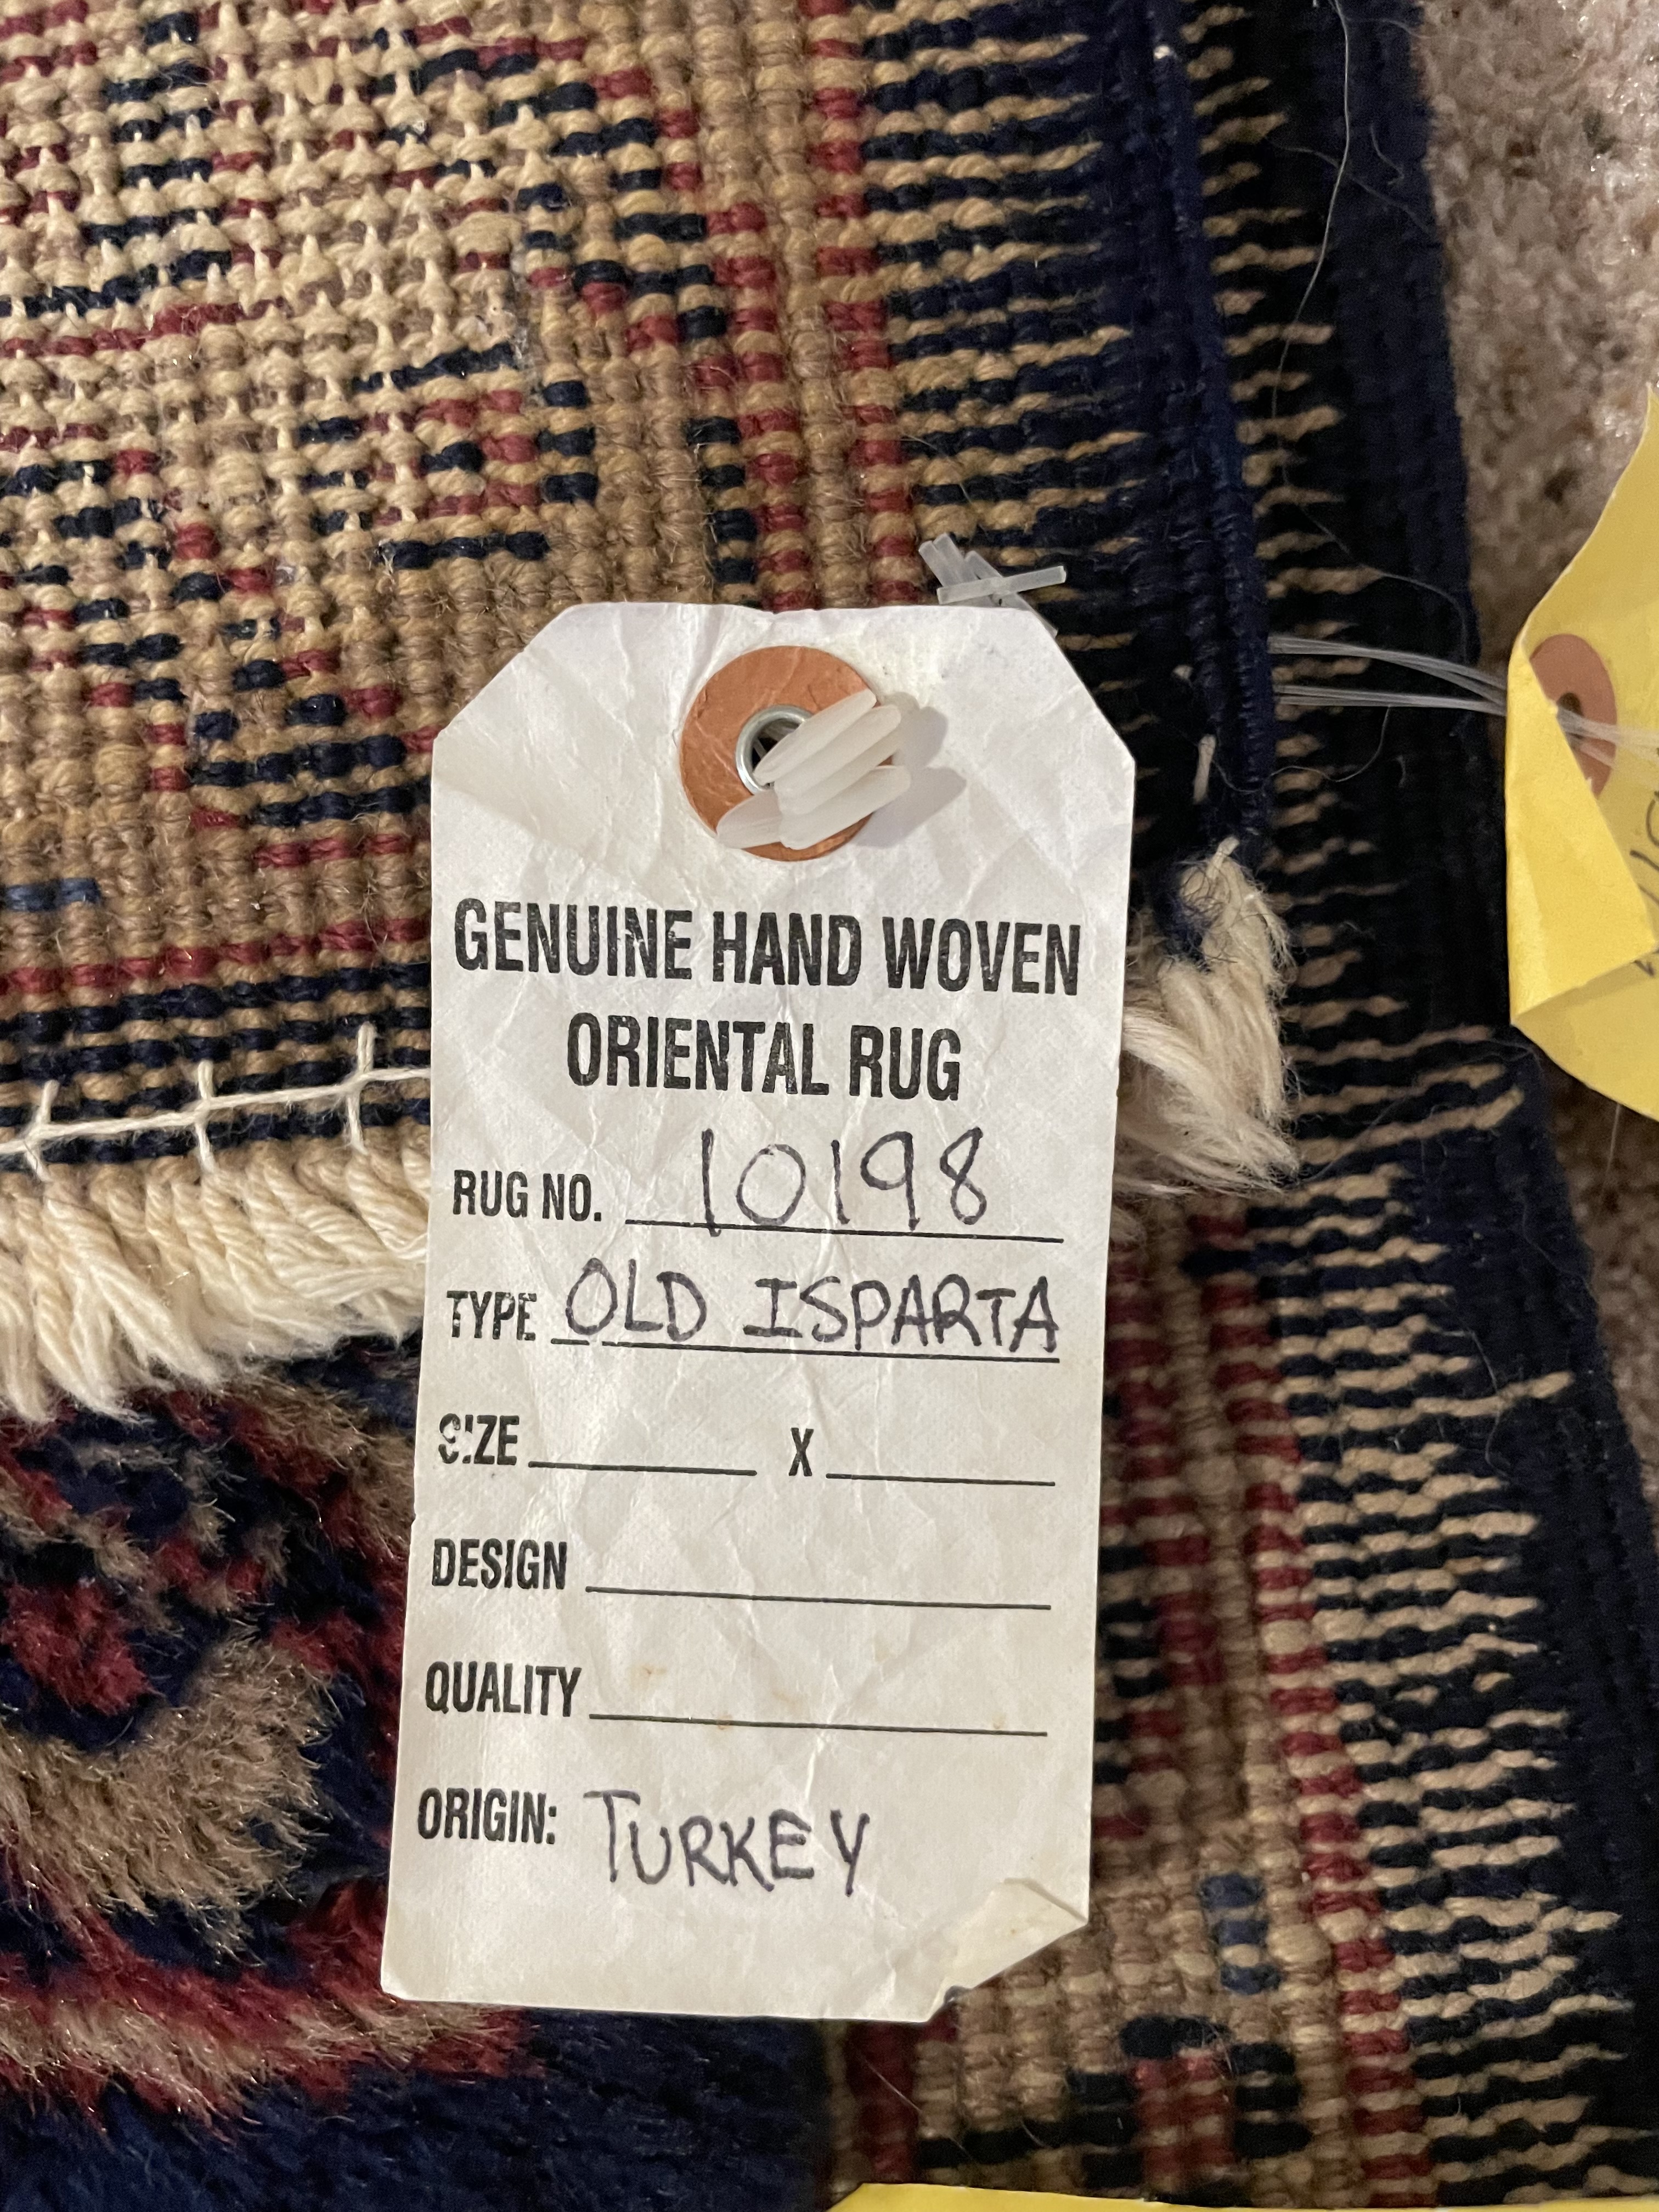 GENUINE HAND WOVEN
ORIENTAL RUG
RUG NO. 10198
TYPE OLD ISPARTA
SIZE X
DESIGN
QUALITY
ORIGIN: TURKEY